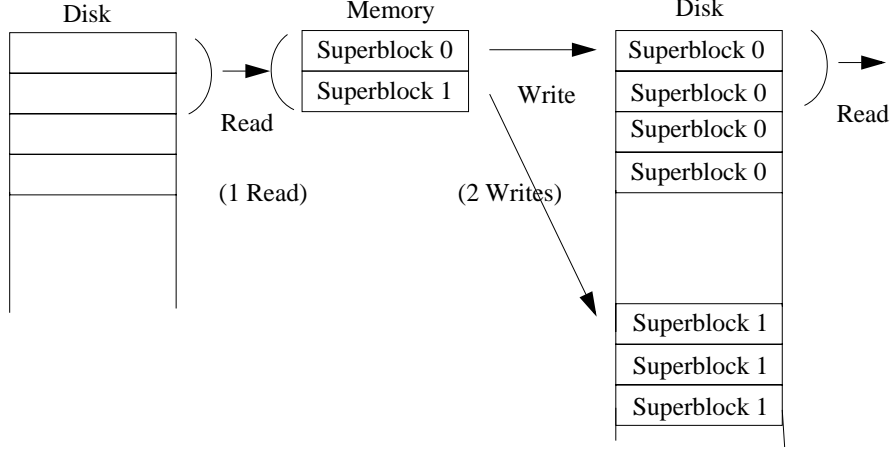 Disk
Memory
Disk
Superblock 0
Superblock 1
Read
(1 Read)
Write
(2 Writes)
Superblock 0
Superblock 0
Superblock 0
Superblock 0
Superblock 1
Superblock 1
Superblock 1
Read